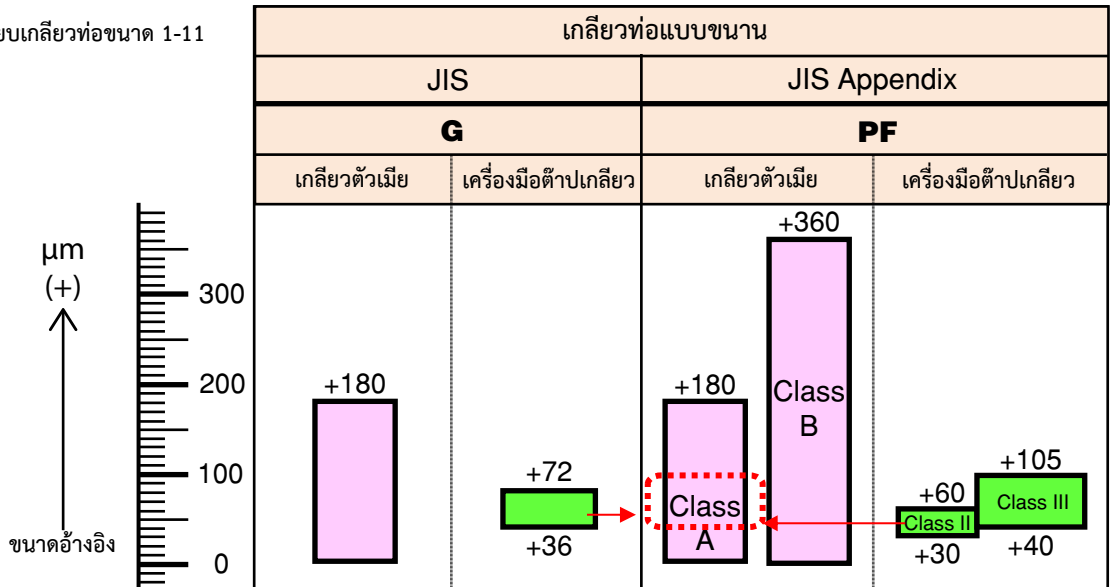 ยบเกลียวท่อขนาด 1-11
เกลียวท่อแบบขนาน
JIS
JIS Appendix
G
PF
เกลียวตัวเมีย
เครื่องมือต๊าปเกลียว
เกลียวตัวเมีย
เครื่องมือต๊าปเกลียว
µm
(+)
300
200
100
0
ขนาดอ้างอิง
+180
+72
+36
+180
Class
A
+360
Class
B
+60
Class II
+30
+105
Class III
+40